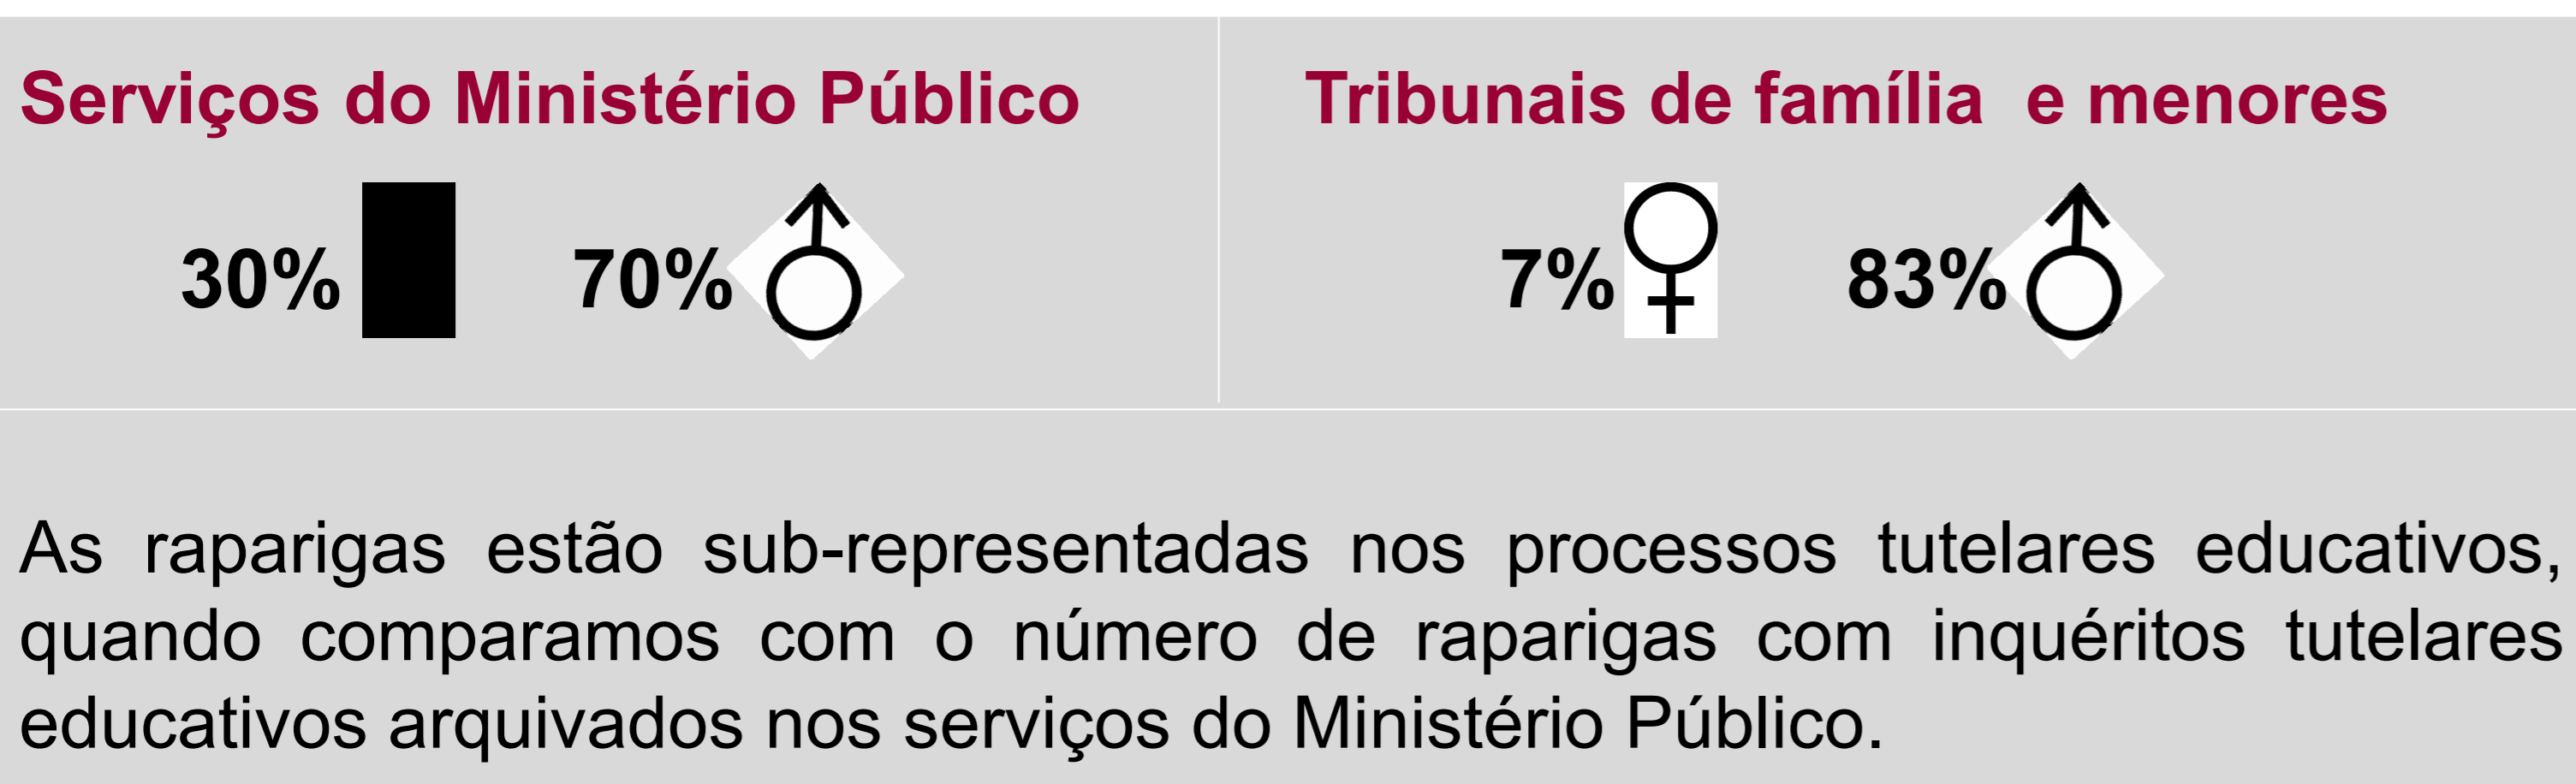 Serviços do Ministério Público
30% 70%
Tribunais de família e menores
7% 83%
As raparigas estão sub-representadas nos processos tutelares educativos,
quando comparamos com o número de raparigas com inquéritos tutelares
educativos arquivados nos serviços do Ministério Público.